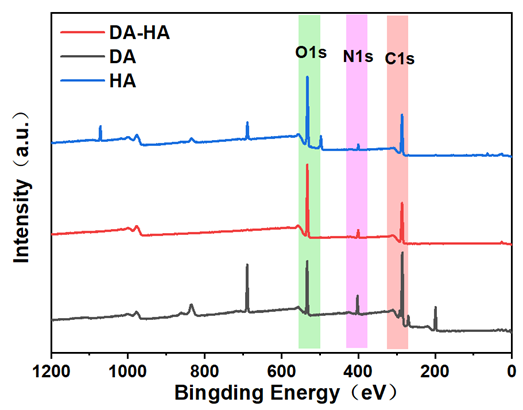 DA-HA
DA
HA
O1s
N1s
C1s
Intensity（a.u.）
1200
1000
800
600
400
200
0
Bingding Energy（eV）